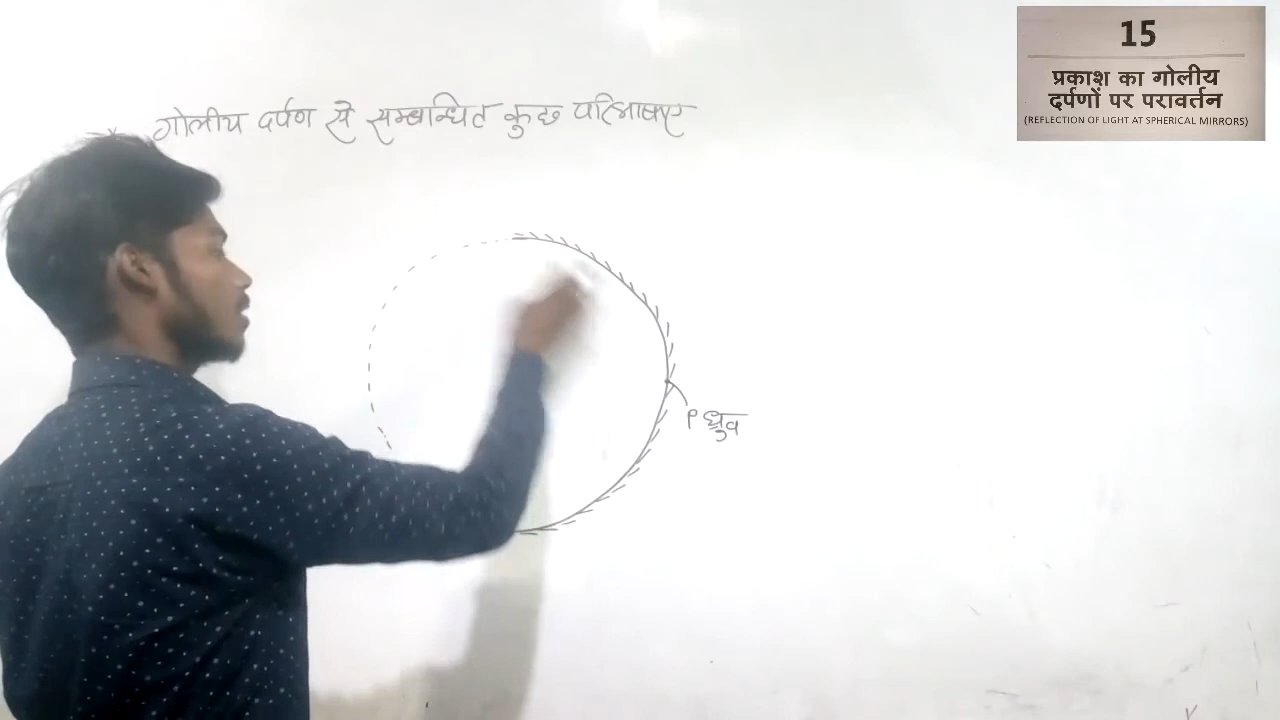 * गोलीय दर्पण से सम्बन्धित कुछ परिभाषाए
15
प्रकाश का गोलीय
दर्पणों पर परावर्तन
(REFLECTION OF LIGHT AT SPHERICAL MIRRORS)
P ध्रुव